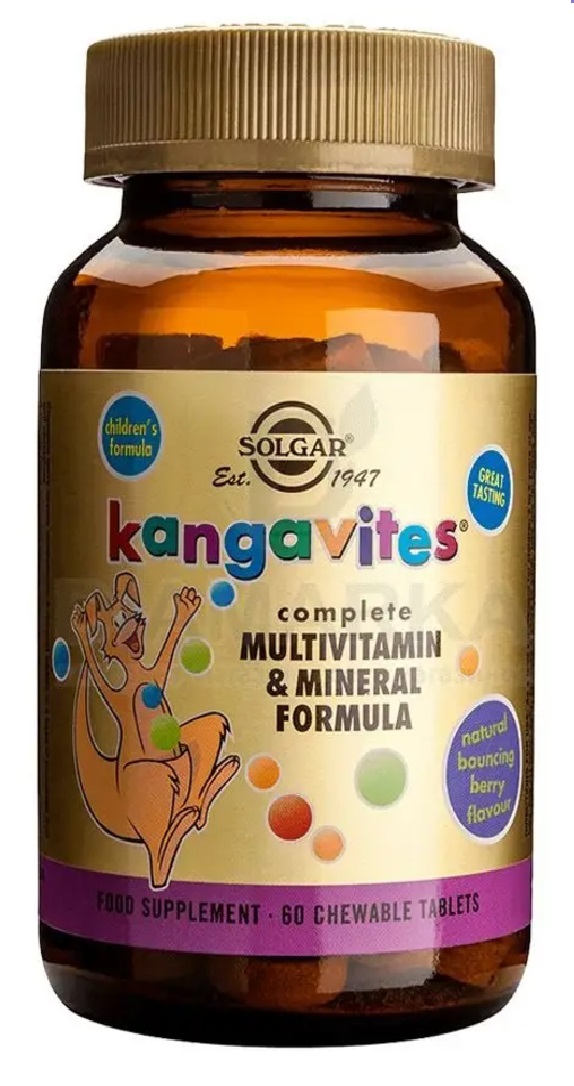 children's
formula
SOLGAR®
Est. 1947
GREAT
TASTING
kangavites®
complete
MULTIVITAMIN
& MINERAL
FORMULA
natural
bouncing
berry
flavour
FOOD SUPPLEMENT · 60 CHEWABLE TABLETS